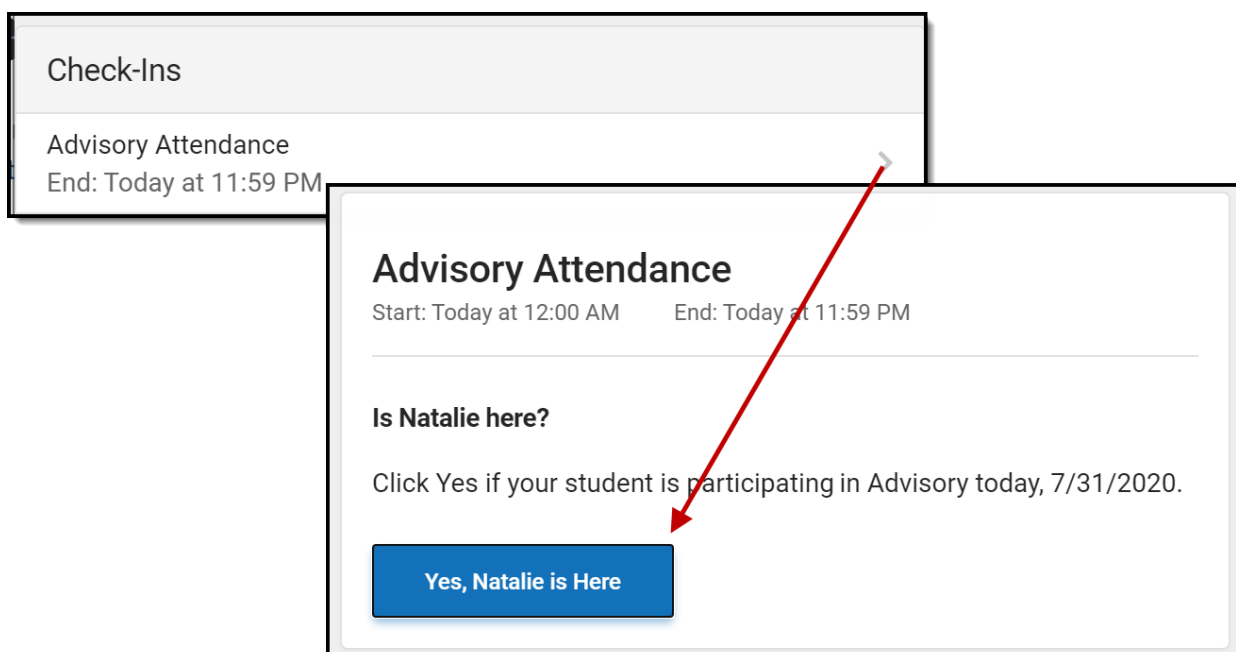 Check-Ins
Advisory Attendance
End: Today at 11:59 PM
Advisory Attendance
Start: Today at 12:00 AM End: Today at 11:59 PM
Is Natalie here?
Click Yes if your student is participating in Advisory today, 7/31/2020.
Yes, Natalie is Here